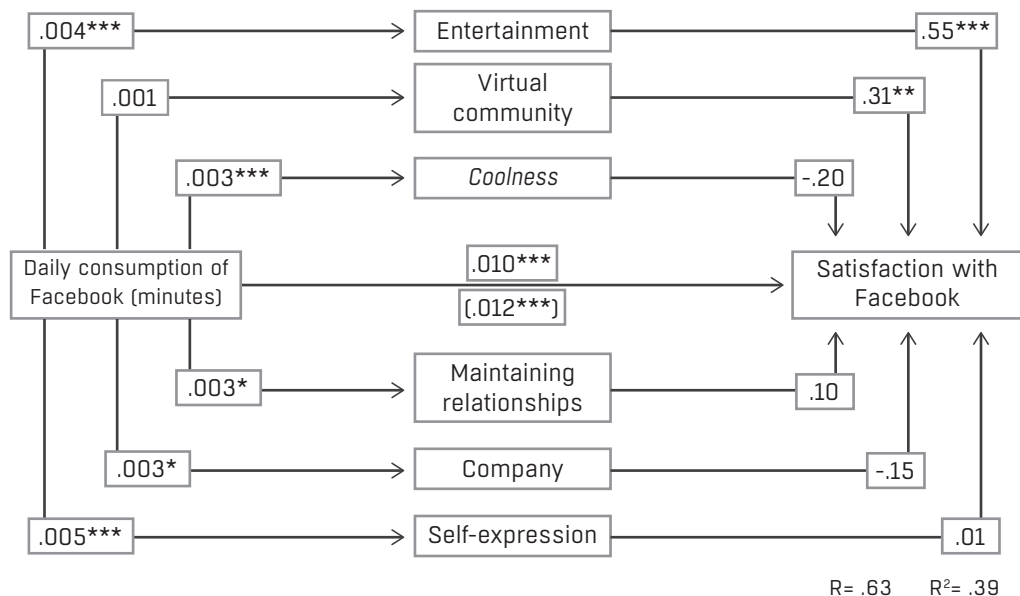 .004***
Entertainment
.55***
.001
Virtual
community
.31**
.003***
Coolness
-.20
Daily consumption of
Facebook (minutes)
.010***
(.012***)
Satisfaction with
Facebook
.003*
Maintaining
relationships
.10
.003*
Company
-.15
.005***
Self-expression
.01
R= .63 R²= .39